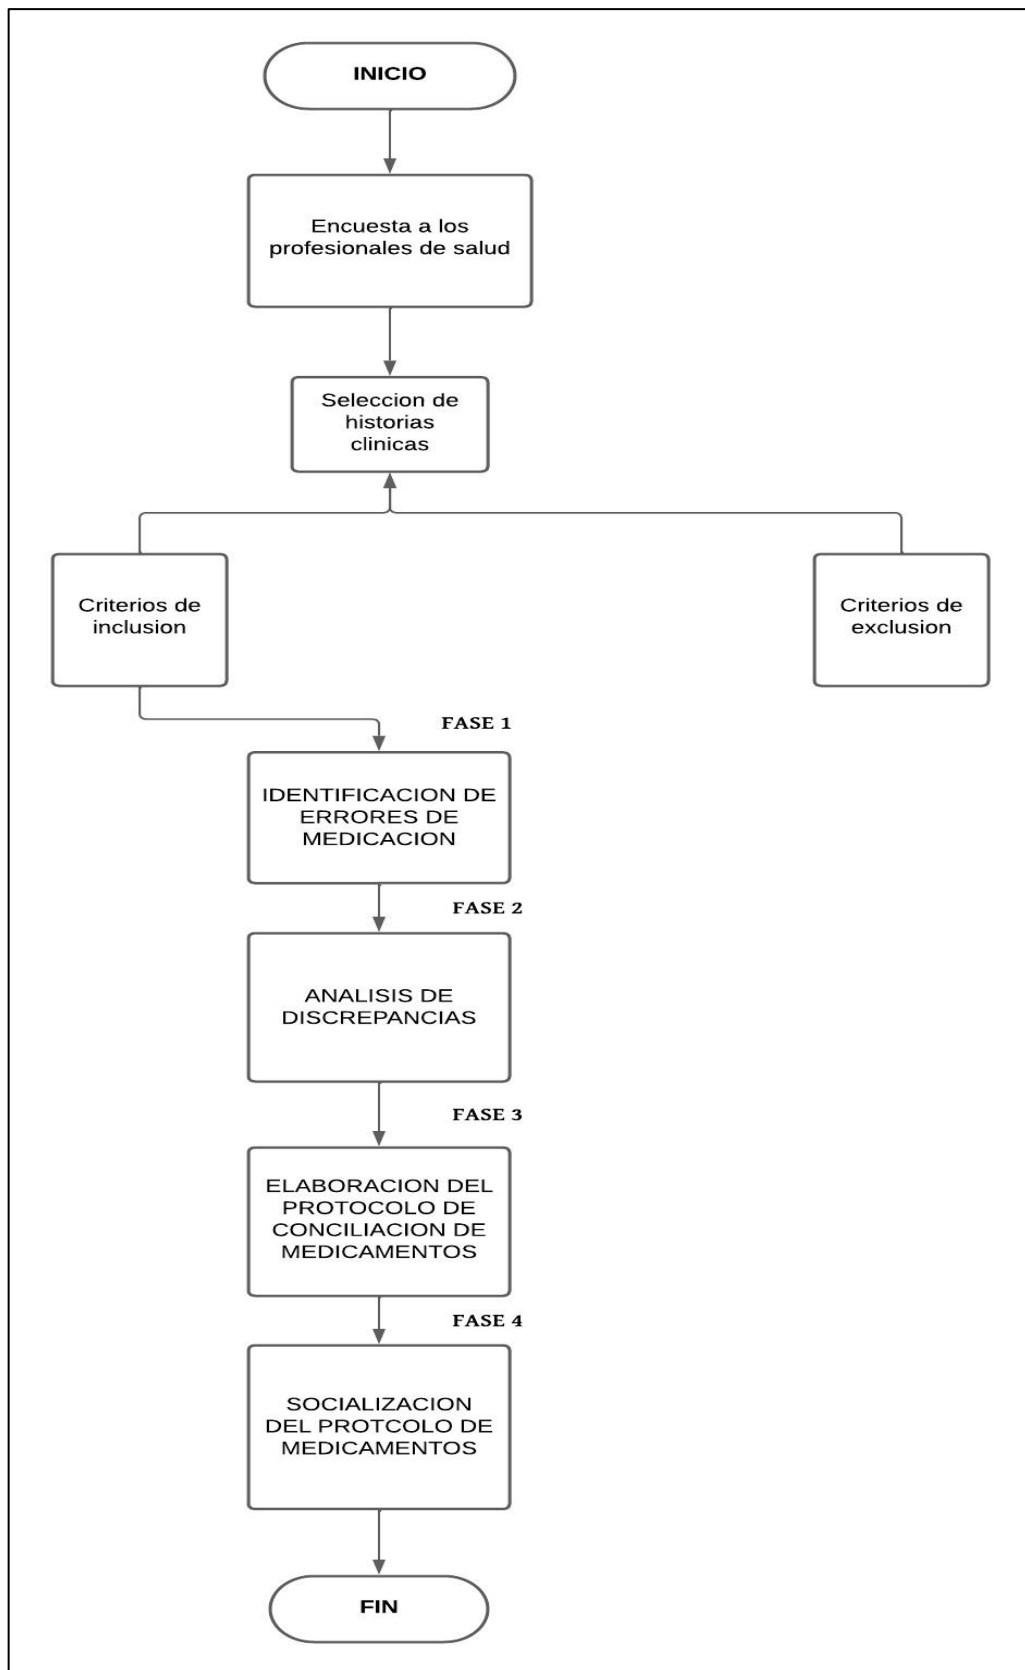 INICIO
Encuesta a los
profesionales de salud
Seleccion de
historias
clinicas
Criterios de
inclusion
Criterios de
exclusion
FASE 1
IDENTIFICACION DE
ERRORES DE
MEDICACION
FASE 2
ANALISIS DE
DISCREPANCIAS
FASE 3
ELABORACION DEL
PROTOCOLO DE
CONCILIACION DE
MEDICAMENTOS
FASE 4
SOCIALIZACION
DEL PROTCOLO DE
MEDICAMENTOS
FIN